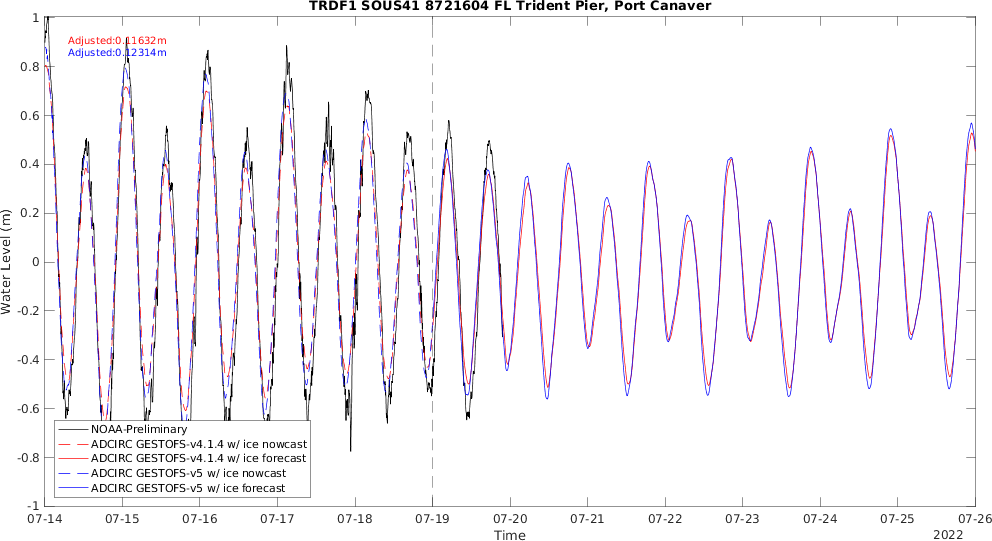 TRDF1 SOUS41 8721604 FL Trident Pier, Port Canaver
Adjusted:0.11632m
Adjusted:0.12314m
Water Level (m)
1
0.8
0.6
0.4
0.2
0
-0.2
-0.4
-0.6
-0.8
-1
NOAA-Preliminary
ADCIRC GESTOFS-v4.1.4 w/ ice nowcast
ADCIRC GESTOFS-v4.1.4 w/ ice forecast
ADCIRC GESTOFS-v5 w/ ice nowcast
ADCIRC GESTOFS-v5 w/ ice forecast
07-14 07-15 07-16 07-17 07-18 07-19 07-20 07-21 07-22 07-23 07-24 07-25 07-26
Time
2022